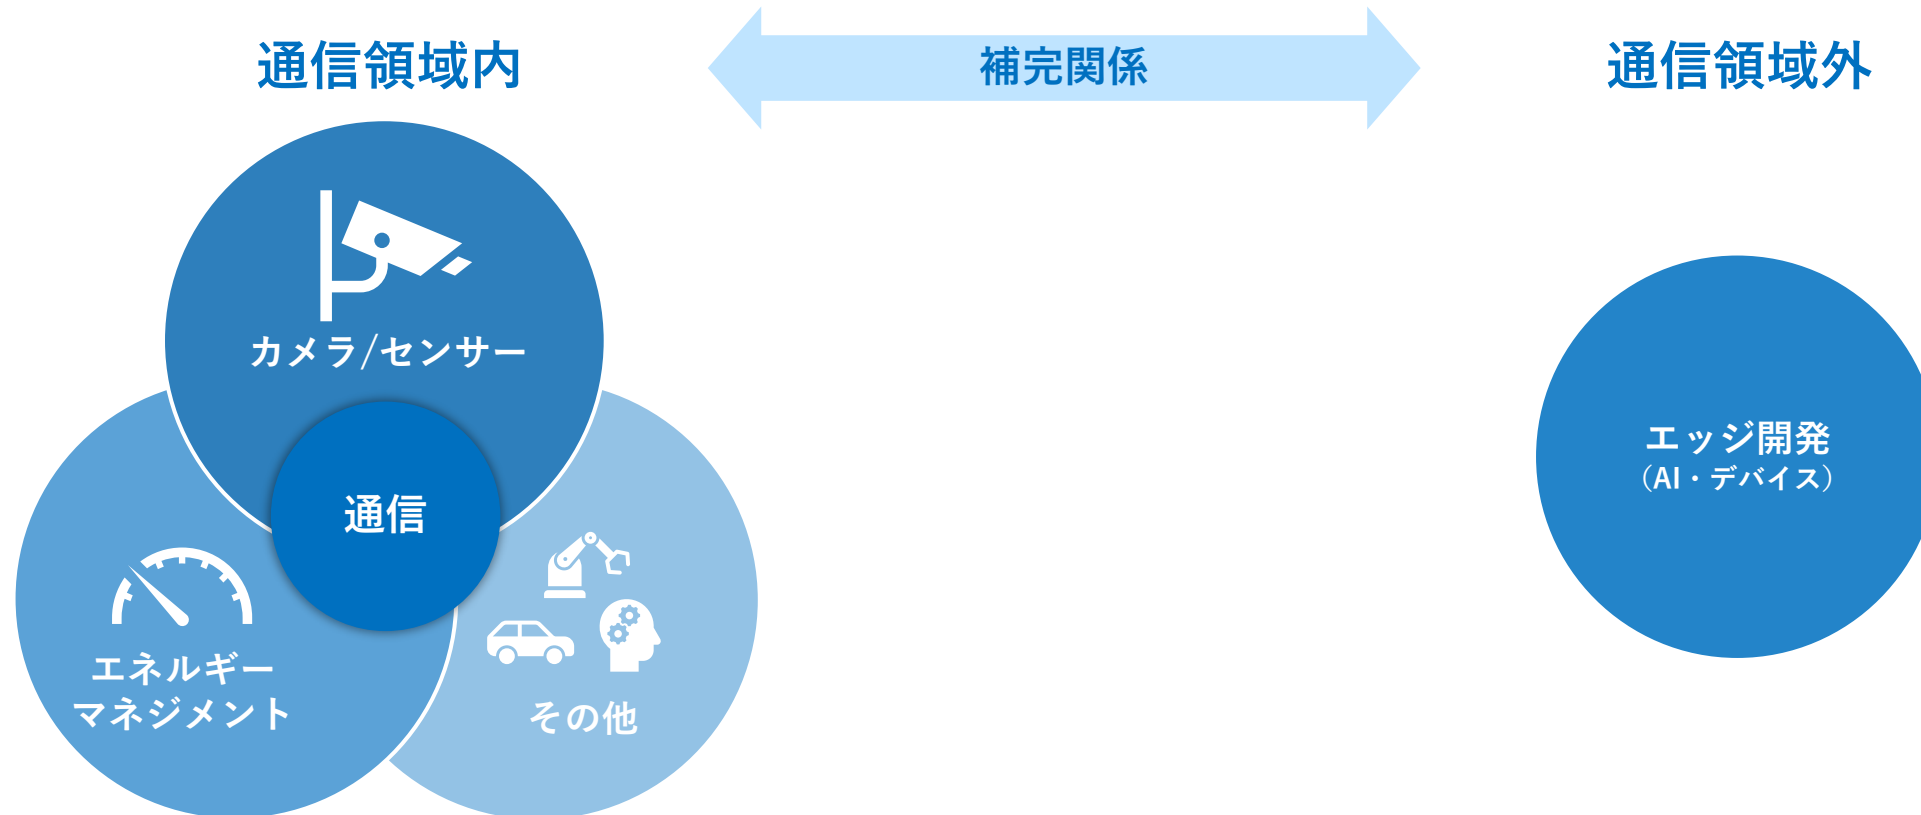 通信領域内
補完関係
通信領域外
カメラ/センサー
通信
エネルギー
マネジメント
その他
エッジ開発
（AI・デバイス）